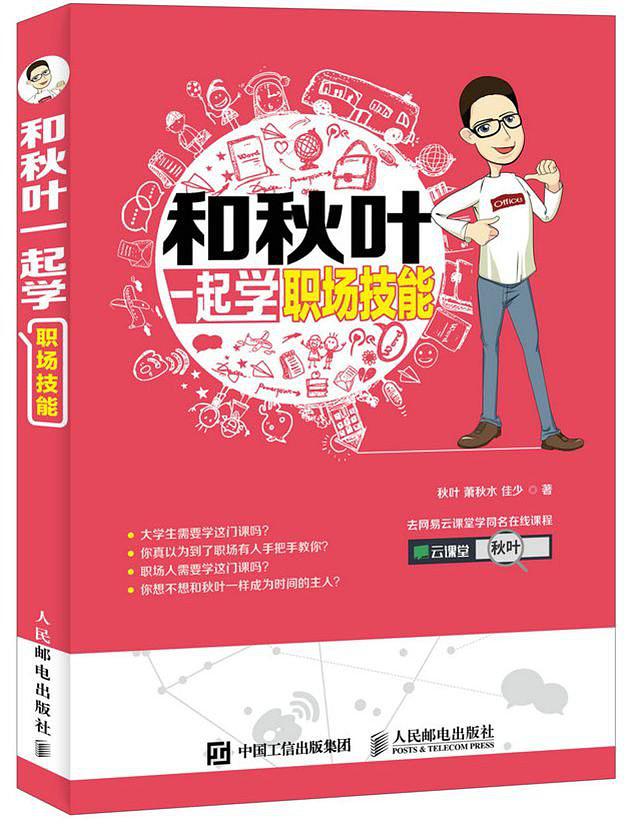 和秋叶一起学
职场技能
人民邮电出版社
Word
Office
和秋叶
一起学职场技能
秋叶 萧秋水 佳少 ◎ 著
去网易云课堂学同名在线课程
云课堂 秋叶
大学生需要学这门课吗?
你真以为到了职场有人手把手教你?
职场人需要学这门课吗?
你想不想和秋叶一样成为时间的主人?
中国工信出版集团
人民邮电出版社
POSTS & TELECOM PRESS